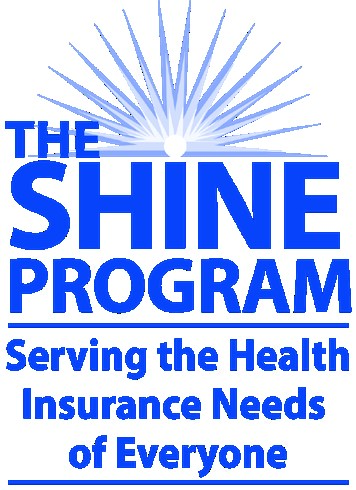 THE
SHINE
PROGRAM
Serving the Health
Insurance Needs
of Everyone